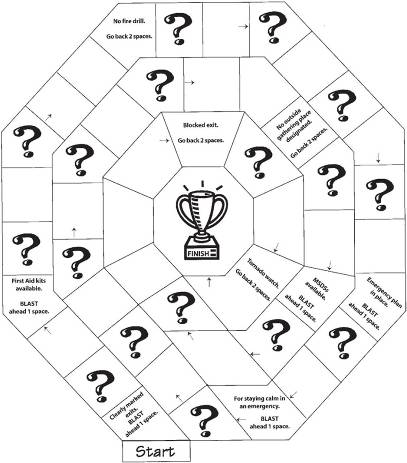 No fire drill.
Go back 2 spaces.
?
?
?
?
No outside
gathering place
designated.
Go back 2 spaces.
Blocked exit.
Go back 2 spaces.
?
?
?
?
?
?
FINISH
?
?
First Aid kits
available.
BLAST
ahead 1 space.
Tornado watch.
Go back 2 spaces.
MSDSs
available.
BLAST
ahead 1 space.
Emergency plan
in place.
BLAST
ahead 1 space.
?
?
?
?
Clearly marked
exits.
BLAST
ahead 1 space.
?
For staying calm in
an emergency.
BLAST
ahead 1 space.
Start